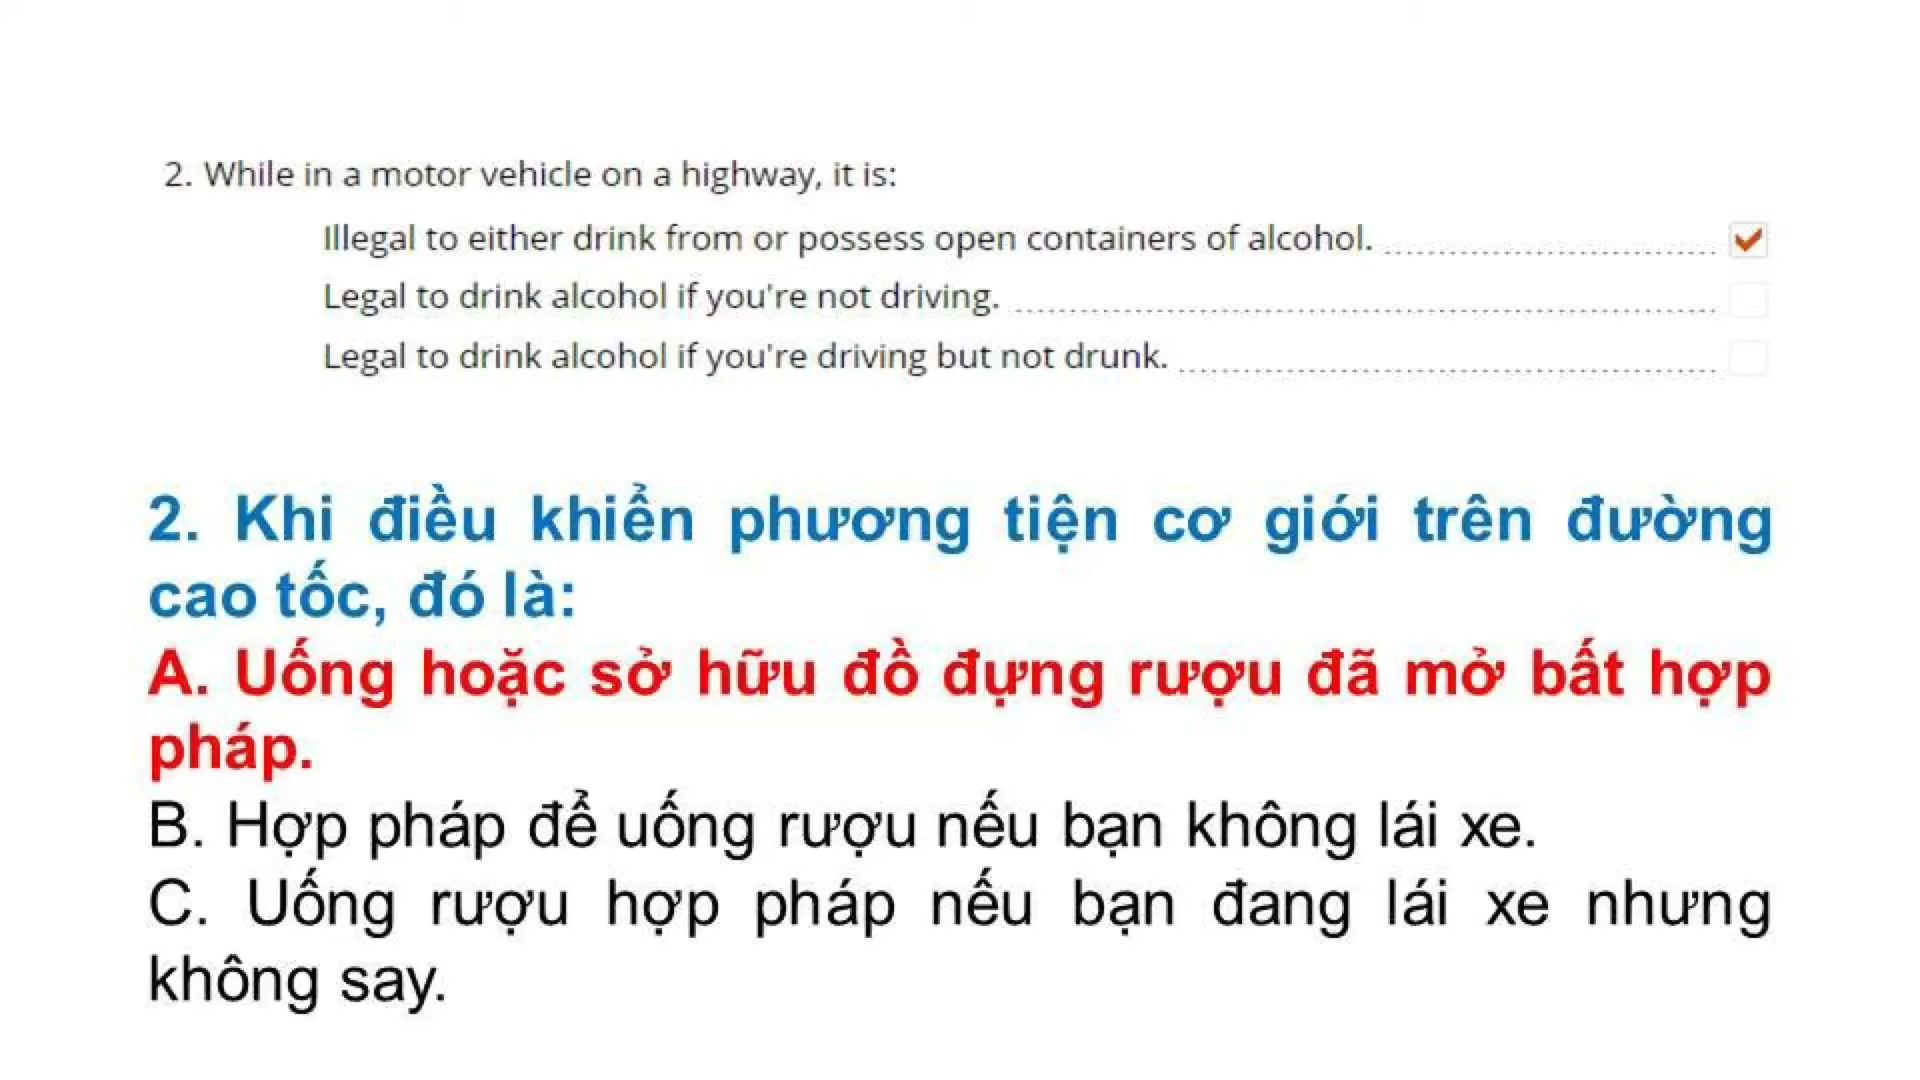 2. While in a motor vehicle on a highway, it is:
Illegal to either drink from or possess open containers of alcohol.
Legal to drink alcohol if you're not driving.
Legal to drink alcohol if you're driving but not drunk.
2. Khi điều khiển phương tiện cơ giới trên đường
cao tốc, đó là:
A. Uống hoặc sở hữu đồ đựng rượu đã mở bất hợp
pháp.
B. Hợp pháp để uống rượu nếu bạn không lái xe.
C. Uống rượu hợp pháp nếu bạn đang lái xe nhưng
không say.